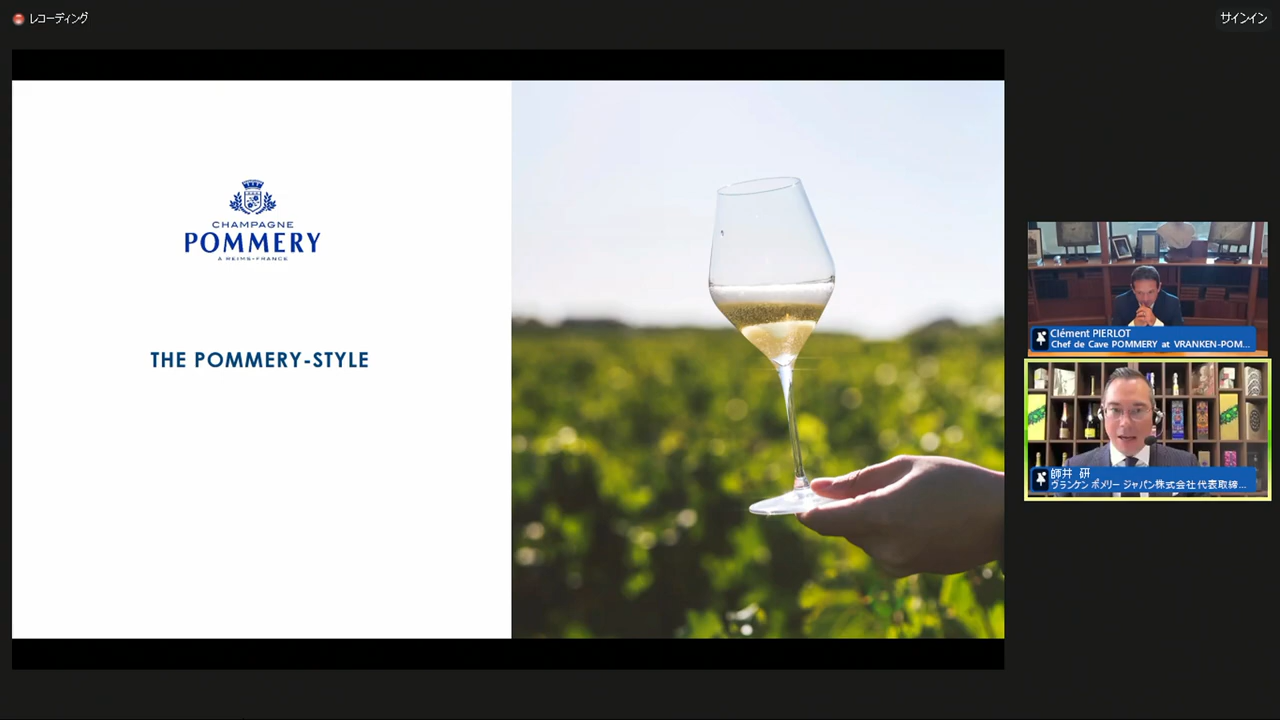 レコーディング
サインイン
CHAMPAGNE
POMMERY
A REIMS-FRANCE
THE POMMERY-STYLE
Clément PIERLOT
Chef de Cave POMMERY at VRANKEN-POM...
師井 研
ヴランケン ポメリー ジャパン株式会社 代表取締...